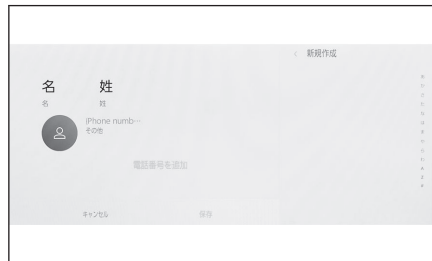 新規作成
名 姓
名 姓
iPhone numb…
その他
電話番号を追加
キャンセル 保存